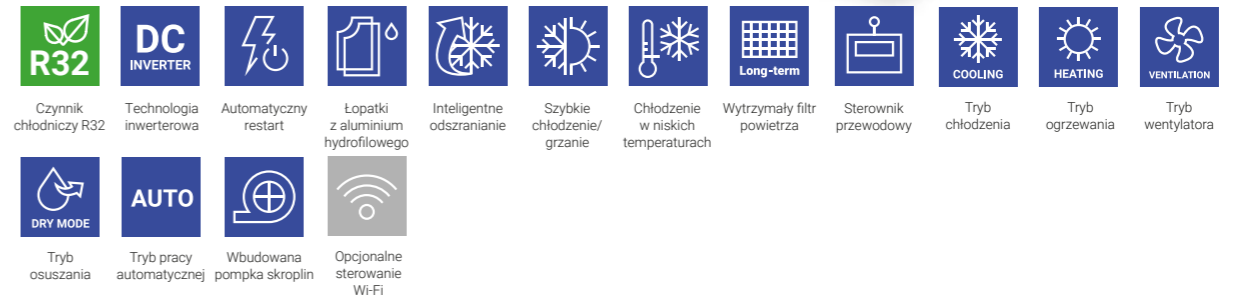 R32
DC
INVERTER
Long-term
COOLING
HEATING
VENTILATION
Czynnik
chłodniczy R32
Technologia
inwerterowa
Automatyczny
restart
Łopatki
z aluminium
hydrofilowego
Inteligentne
odszranianie
Szybkie
chłodzenie/
grzanie
Chłodzenie
w niskich
temperaturach
Wytrzymały filtr
powietrza
Sterownik
przewodowy
Tryb
chłodzenia
Tryb
ogrzewania
Tryb
wentylatora
DRY MODE
AUTO
Tryb
osuszania
Tryb pracy
automatycznej
Wbudowana
pompka skroplin
Opcjonalne
sterowanie
Wi-Fi